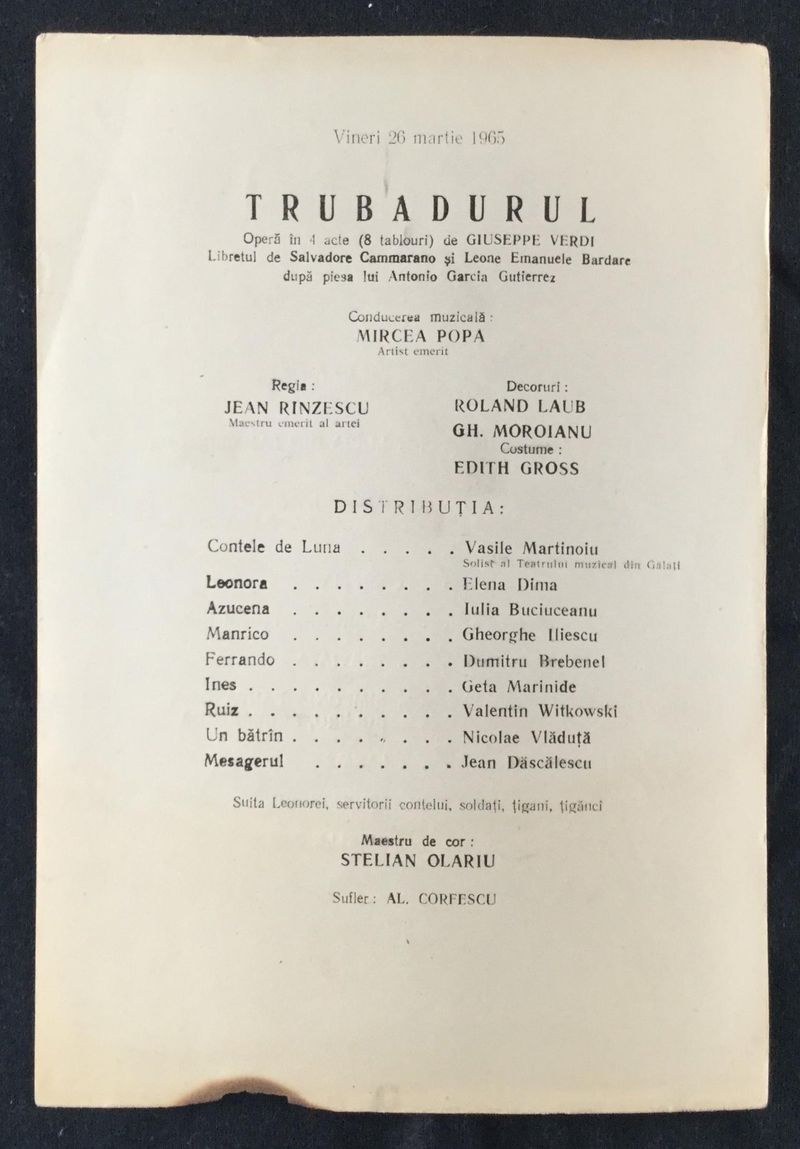 Vineri 26 martie 1965
TRUBADURUL
Operă în 4 acte (8 tablouri) de GIUSEPPE VERDI
Libretul de Salvadore Cammarano și Leone Emanuele Bardare
după piesa lui Antonio Garcia Gutierrez
Conducerea muzicală :
MIRCEA POPA
Artist emerit
Regia :
JEAN RÎNZESCU
Maestru emerit al artei
Decoruri :
ROLAND LAUB
GH. MOROIANU
Costume :
EDITH GROSS
DISTRIBUȚIA:
Contele de Luna . . . . . Vasile Martinoiu
Solist al Teatrului muzical din Galați
Leonora . . . . . . . . Elena Dima
Azucena . . . . . . . . Iulia Buciuceanu
Manrico . . . . . . . . Gheorghe Iliescu
Ferrando . . . . . . . . Dumitru Brebenel
Ines . . . . . . . . . . Geta Marinide
Ruiz . . . . . . . . . . Valentin Witkowski
Un bătrîn . . . . . . . . Nicolae Vlăduță
Mesagerul . . . . . . . Jean Dăscălescu
Suita Leonorei, servitorii contelui, soldați, țigani, țigănci
Maestru de cor :
STELIAN OLARIU
Sufler : AL. CORFESCU